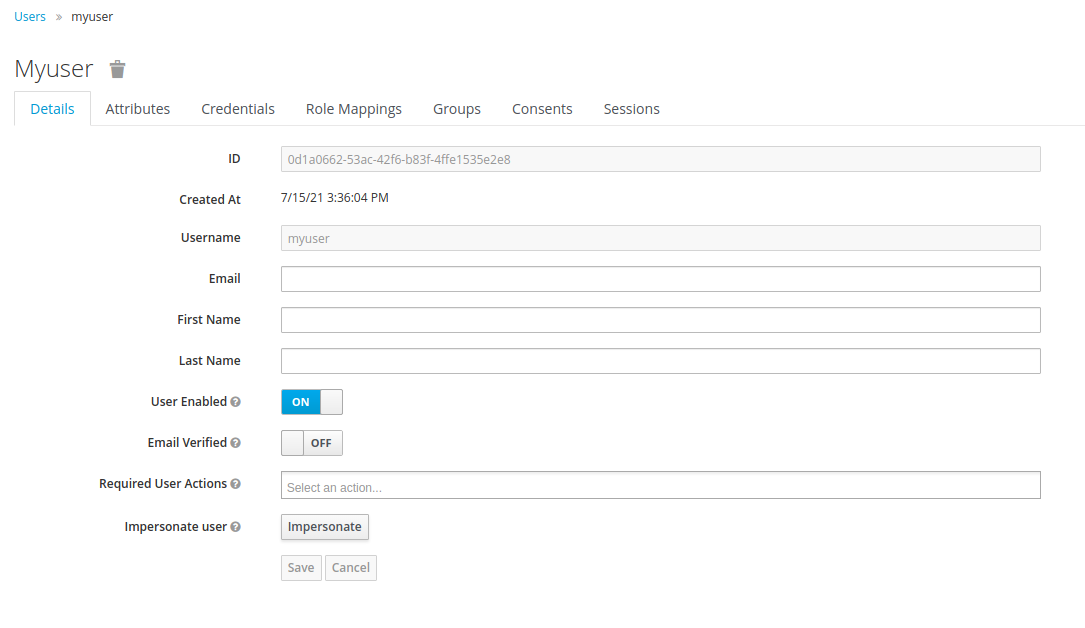 Users » myuser
Myuser
Details Attributes Credentials Role Mappings Groups Consents Sessions
ID 0d1a0662-53ac-42f6-b83f-4ffe1535e2e8
Created At 7/15/21 3:36:04 PM
Username myuser
Email
First Name
Last Name
User Enabled ON
Email Verified OFF
Required User Actions Select an action...
Impersonate user Impersonate
Save Cancel